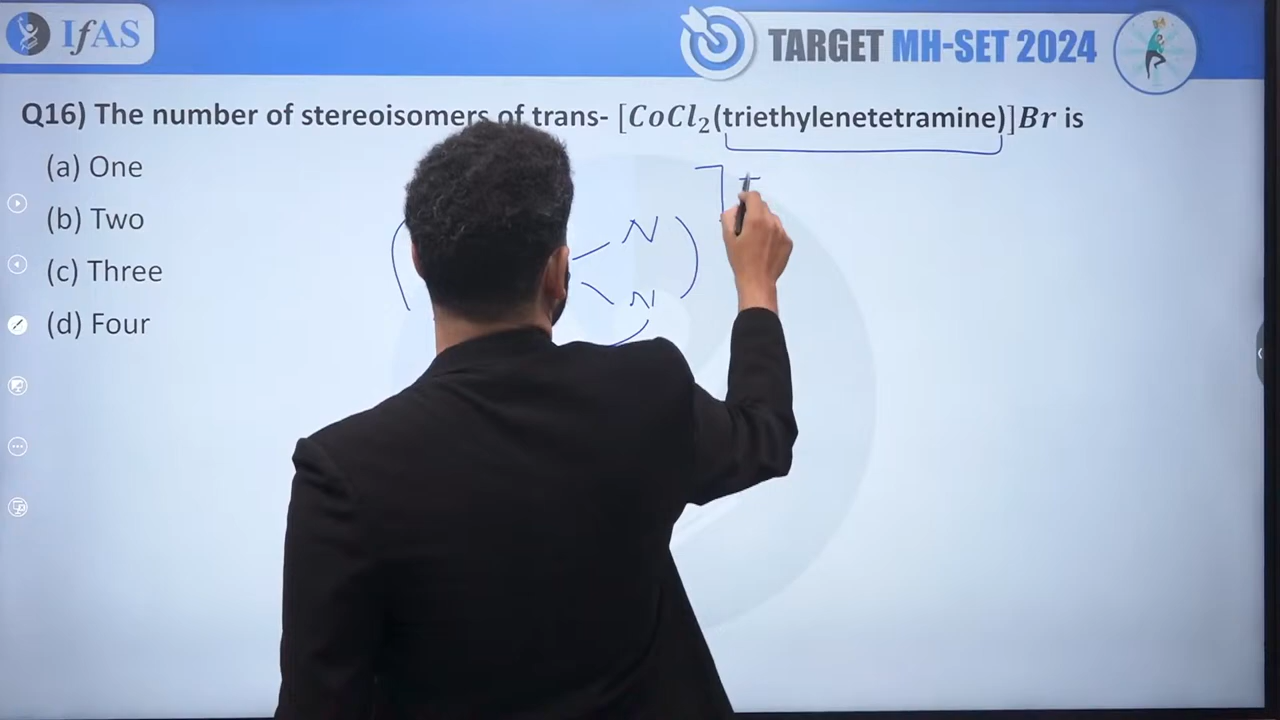 IfAS
TARGET MH-SET 2024
Q16) The number of stereoisomers of trans- [CoCl₂(triethylenetetramine)]Br is
(a) One
(b) Two
(c) Three
(d) Four
N
N
+